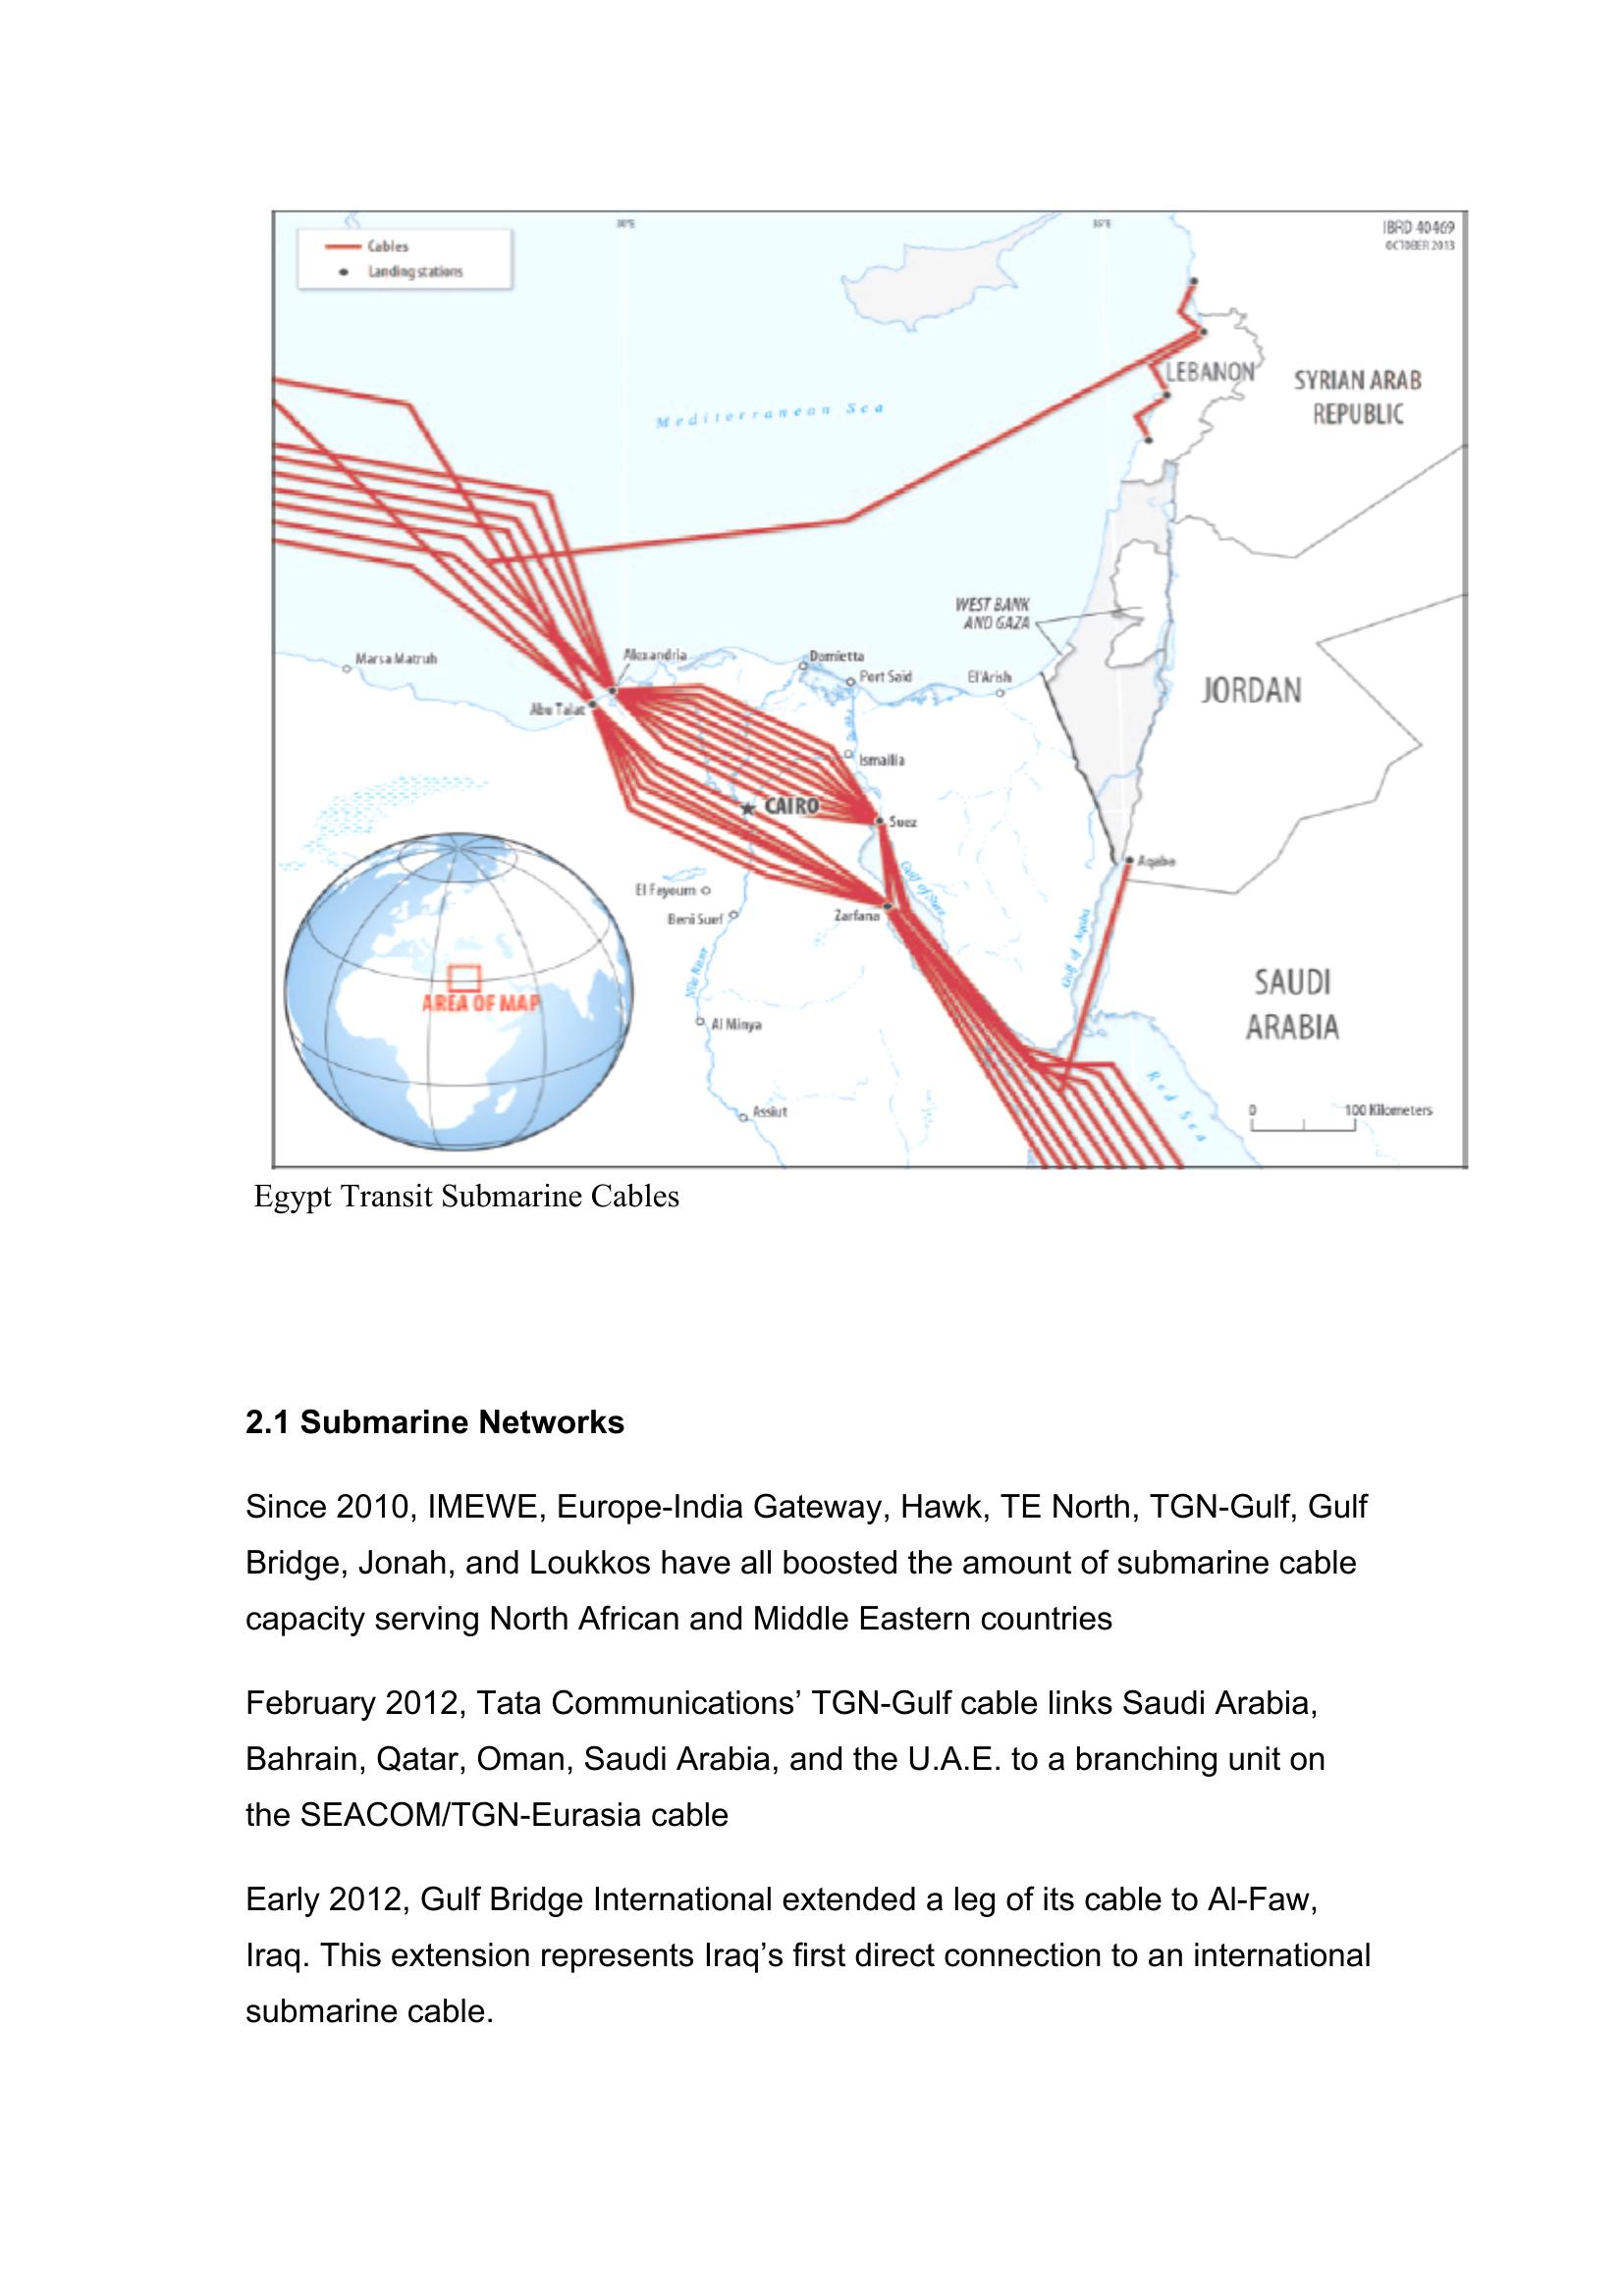 Cables
Landing stations
30°E
35°E
IBRD 40469
OCTOBER 2013
LEBANON
SYRIAN ARAB
REPUBLIC
Mediterranean Sea
WEST BANK
AND GAZA
Marsa Matruh
Alexandria
Damietta
Port Said
El'Arish
Abu Talat
JORDAN
Ismailia
CAIRO
Suez
Aqaba
El Fayoum
Beni Suef
Zarfana
Gulf of Suez
Gulf of Aqaba
Nile River
AREA OF MAP
SAUDI
ARABIA
Al Minya
Red Sea
Assiut
0
100 Kilometers
Egypt Transit Submarine Cables
2.1 Submarine Networks
Since 2010, IMEWE, Europe-India Gateway, Hawk, TE North, TGN-Gulf, Gulf
Bridge, Jonah, and Loukkos have all boosted the amount of submarine cable
capacity serving North African and Middle Eastern countries
February 2012, Tata Communications’ TGN-Gulf cable links Saudi Arabia,
Bahrain, Qatar, Oman, Saudi Arabia, and the U.A.E. to a branching unit on
the SEACOM/TGN-Eurasia cable
Early 2012, Gulf Bridge International extended a leg of its cable to Al-Faw,
Iraq. This extension represents Iraq’s first direct connection to an international
submarine cable.